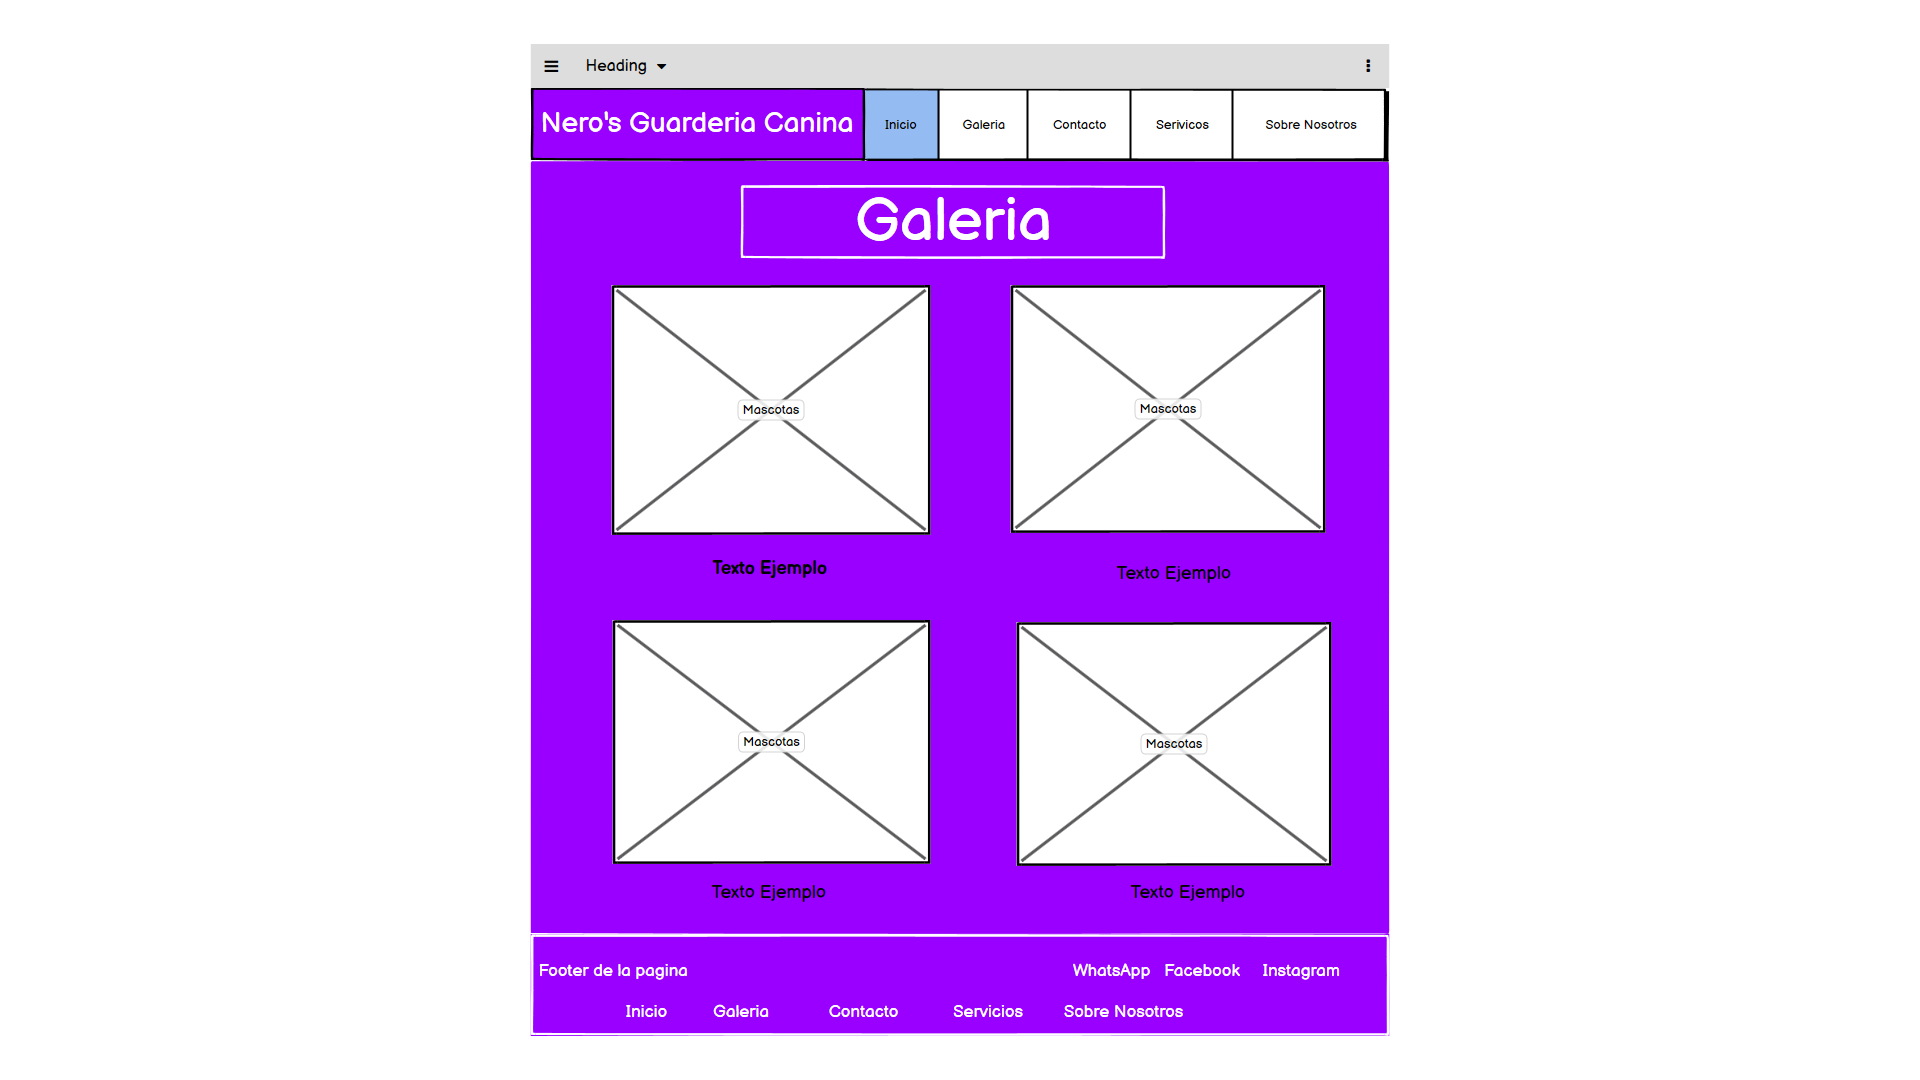 Heading
Nero's Guarderia Canina Inicio Galeria Contacto Serivicos Sobre Nosotros
Galeria
Mascotas Mascotas
Texto Ejemplo Texto Ejemplo
Mascotas Mascotas
Texto Ejemplo Texto Ejemplo
Footer de la pagina WhatsApp Facebook Instagram
Inicio Galeria Contacto Servicios Sobre Nosotros